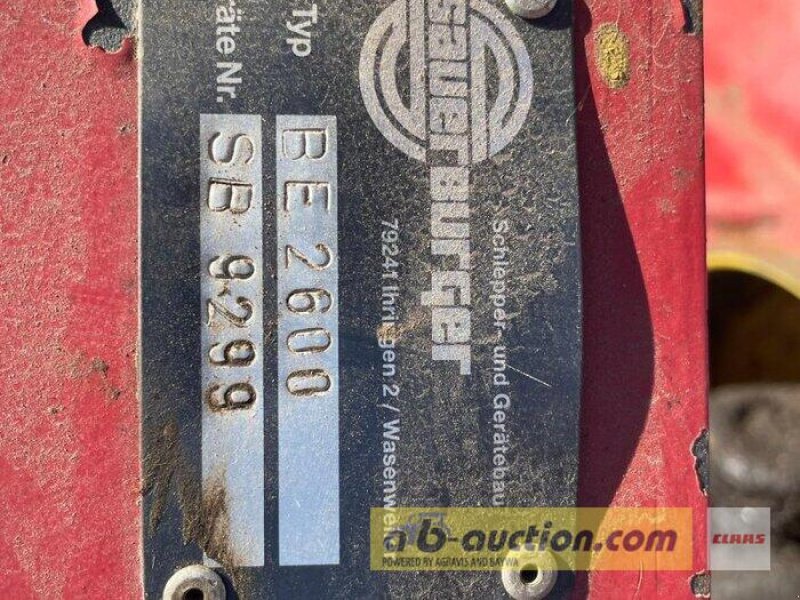 sauerburger
Schlepper- und Gerätebau
79241 Ihringen 2 / Wasenweiler
Typ BE 2600
räte Nr. SB 9299
ab-auction.com
POWERED BY AGRAVIS AND BAYWA
CLAAS